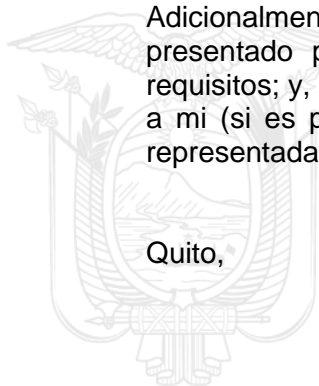 Adicionalmen
presentado p
requisitos; y,
a mi (si es p
representada
Quito,